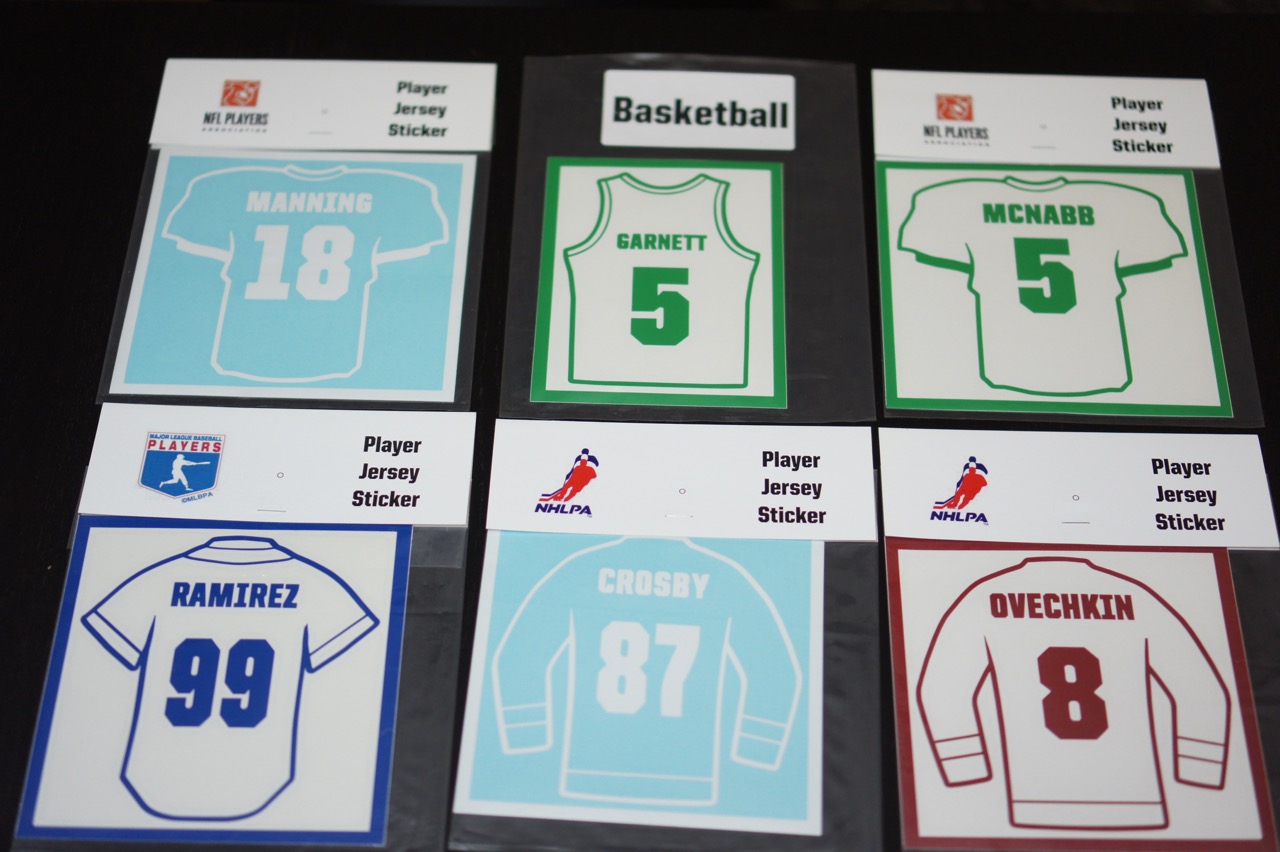 NFL PLAYERS
ASSOCIATION
Player
Jersey
Sticker
MANNING
18
Basketball
GARNETT
5
NFL PLAYERS
ASSOCIATION
Player
Jersey
Sticker
MCNABB
5
MAJOR LEAGUE BASEBALL
PLAYERS
©MLBPA
Player
Jersey
Sticker
RAMIREZ
99
NHLPA
Player
Jersey
Sticker
CROSBY
87
NHLPA
Player
Jersey
Sticker
OVECHKIN
8